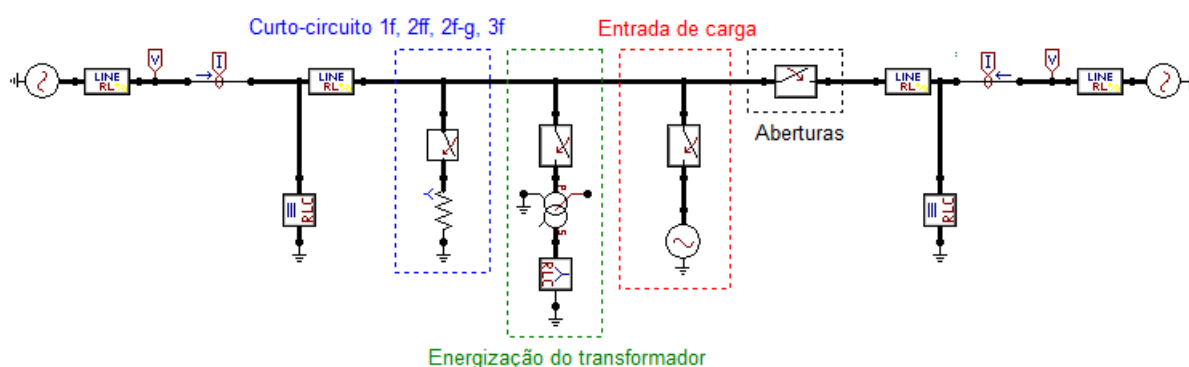 Curto-circuito 1f, 2ff, 2f-g, 3f
Entrada de carga
V
I
I
V
LINE
RL
LINE
RL
LINE
RL
LINE
RL
Aberturas
P
S
RLC
RLC
RLC
Energização do transformador